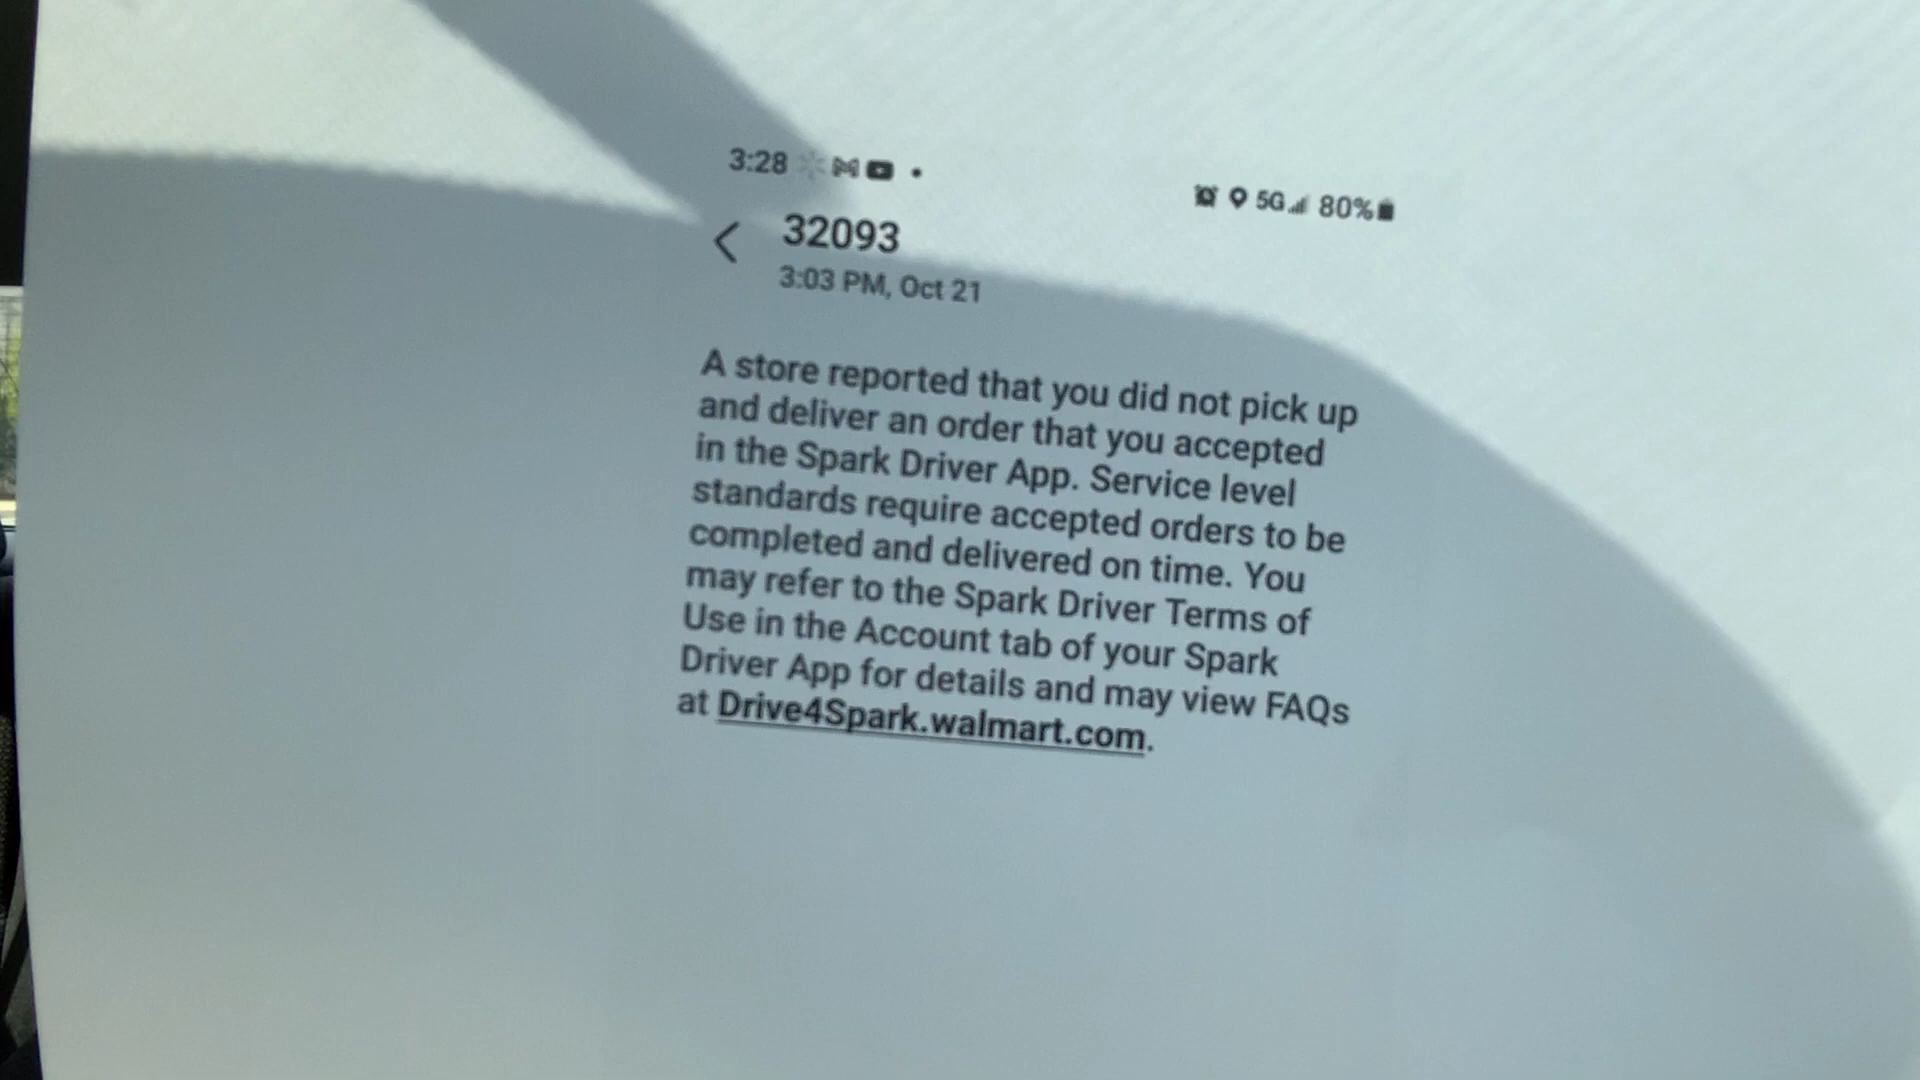 3:28
5G 80%
32093
3:03 PM, Oct 21
A store reported that you did not pick up
and deliver an order that you accepted
in the Spark Driver App. Service level
standards require accepted orders to be
completed and delivered on time. You
may refer to the Spark Driver Terms of
Use in the Account tab of your Spark
Driver App for details and may view FAQs
at Drive4Spark.walmart.com.